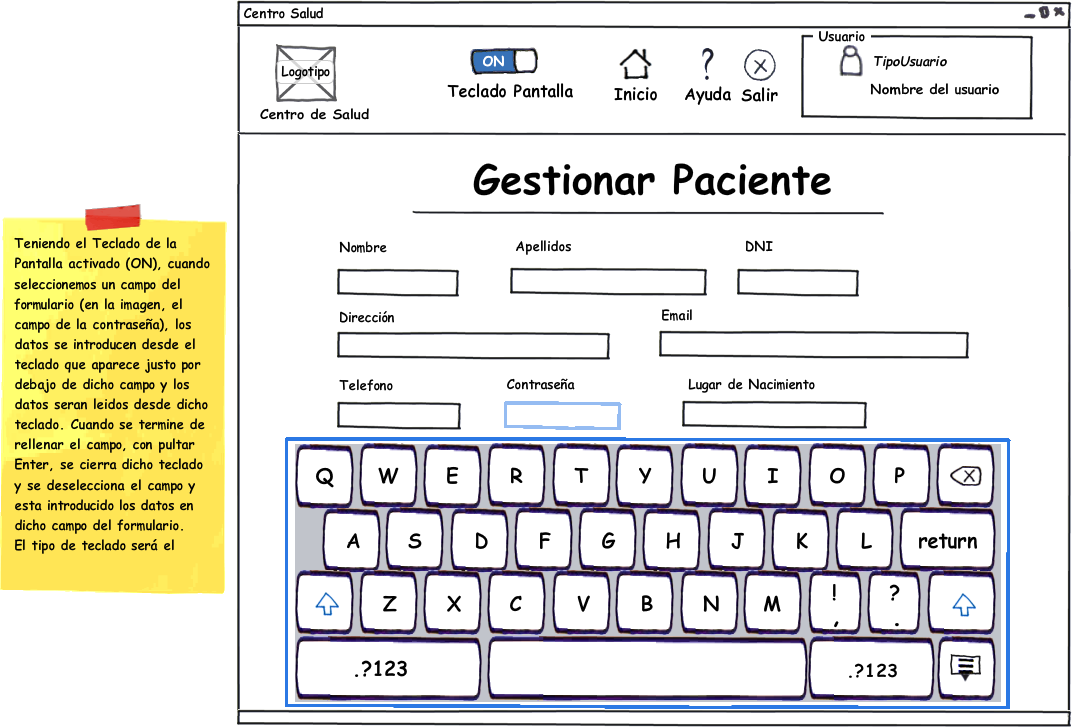 Centro Salud
Logotipo
Centro de Salud
ON
Teclado Pantalla
Inicio
Ayuda
Salir
Usuario
TipoUsuario
Nombre del usuario
Gestionar Paciente
Teniendo el Teclado de la
Pantalla activado (ON), cuando
seleccionemos un campo del
formulario (en la imagen, el
campo de la contraseña), los
datos se introducen desde el
teclado que aparece justo por
debajo de dicho campo y los
datos seran leidos desde dicho
teclado. Cuando se termine de
rellenar el campo, con pultar
Enter, se cierra dicho teclado
y se deselecciona el campo y
esta introducido los datos en
dicho campo del formulario.
El tipo de teclado será el
Nombre Apellidos DNI
Dirección Email
Telefono Contraseña Lugar de Nacimiento
Q W E R T Y U I O P
A S D F G H J K L return
Z X C V B N M ! , ? .
.?123 .?123